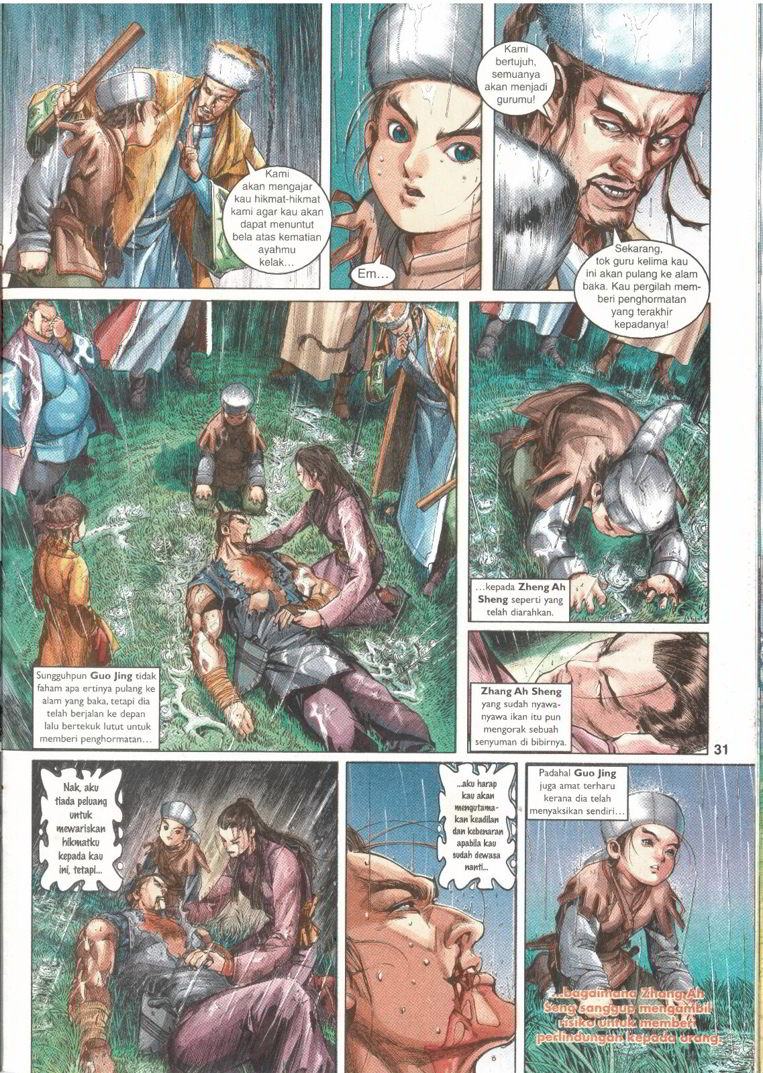 Kami
akan mengajar
kau hikmat-hikmat
kami agar kau akan
dapat menuntut
bela atas kematian
ayahmu
kelak...
Em...
Kami
bertujuh,
semuanya
akan menjadi
gurumu!
Sekarang,
tok guru kelima kau
ini akan pulang ke alam
baka. Kau pergilah mem-
beri penghormatan
yang terakhir
kepadanya!
Sungguhpun Guo Jing tidak
faham apa ertinya pulang ke
alam yang baka, tetapi dia
telah berjalan ke depan
lalu bertekuk lutut untuk
memberi penghormatan...
...kepada Zheng Ah
Sheng seperti yang
telah diarahkan.
Zhang Ah Sheng
yang sudah nyawa-
nyawa ikan itu pun
mengorak sebuah
senyuman di bibirnya.
31
Nak, aku
tiada peluang
untuk
mewariskan
hikmatku
kepada kau
ini, tetapi...
...aku harap
kau akan
mengutama-
kan keadilan
dan kebenaran
apabila kau
sudah dewasa
nanti...
Padahal Guo Jing
juga amat terharu
kerana dia telah
menyaksikan sendiri...
...bagaimana Zhang Ah
Seng sanggup mengambil
risiko untuk memberi
perlindungan kepada orang.